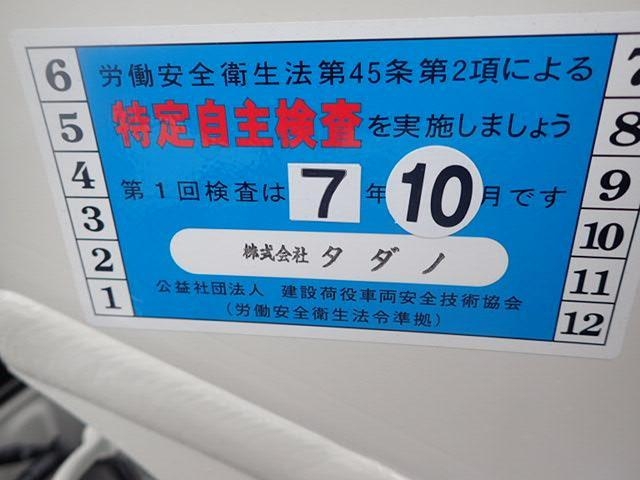 労働安全衛生法第45条第2項による
特定自主検査を実施しましょう
第1回検査は7年10月です
株式会社 タダノ
公益社団法人 建設荷役車両安全技術協会
(労働安全衛生法令準拠)
6
5
4
3
2
1
7
8
9
10
11
12